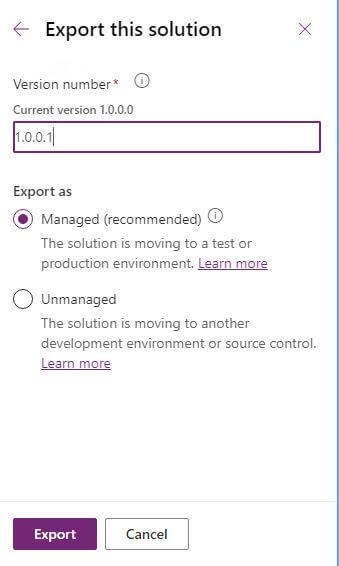 Export this solution
Version number*
Current version 1.0.0.0
1.0.0.1
Export as
Managed (recommended)
The solution is moving to a test or
production environment. Learn more
Unmanaged
The solution is moving to another
development environment or source control.
Learn more
Export Cancel